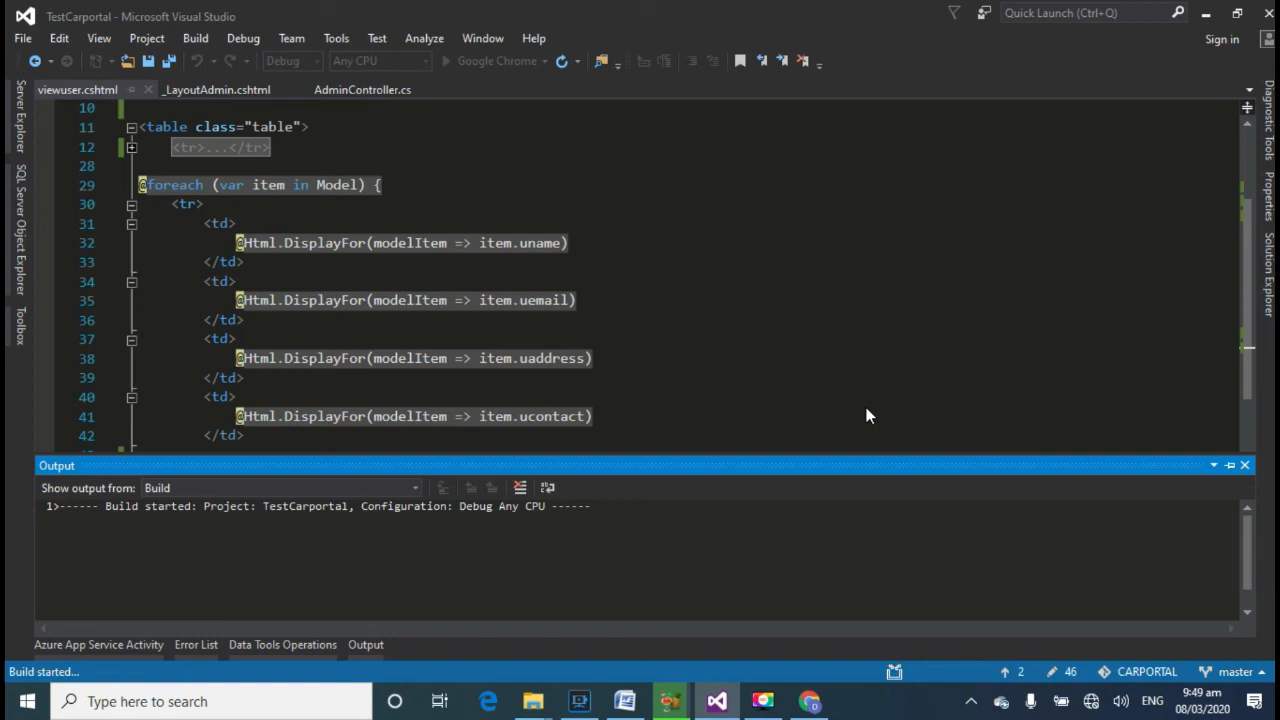 TestCarportal - Microsoft Visual Studio
Quick Launch (Ctrl+Q)
File Edit View Project Build Debug Team Tools Test Analyze Window Help
Sign in
Debug Any CPU Google Chrome
viewuser.cshtml _LayoutAdmin.cshtml AdminController.cs
Server Explorer
SQL Server Object Explorer
Toolbox
Diagnostic Tools
Properties
Solution Explorer
10
11 <table class="table">
12 <tr>...</tr>
28
29 @foreach (var item in Model) {
30 <tr>
31 <td>
32 @Html.DisplayFor(modelItem => item.uname)
33 </td>
34 <td>
35 @Html.DisplayFor(modelItem => item.uemail)
36 </td>
37 <td>
38 @Html.DisplayFor(modelItem => item.uaddress)
39 </td>
40 <td>
41 @Html.DisplayFor(modelItem => item.ucontact)
42 </td>
Output
Show output from: Build
1>------ Build started: Project: TestCarportal, Configuration: Debug Any CPU ------
Azure App Service Activity Error List Data Tools Operations Output
Build started... 2 46 CARPORTAL master
Type here to search
ENG
9:49 am
08/03/2020